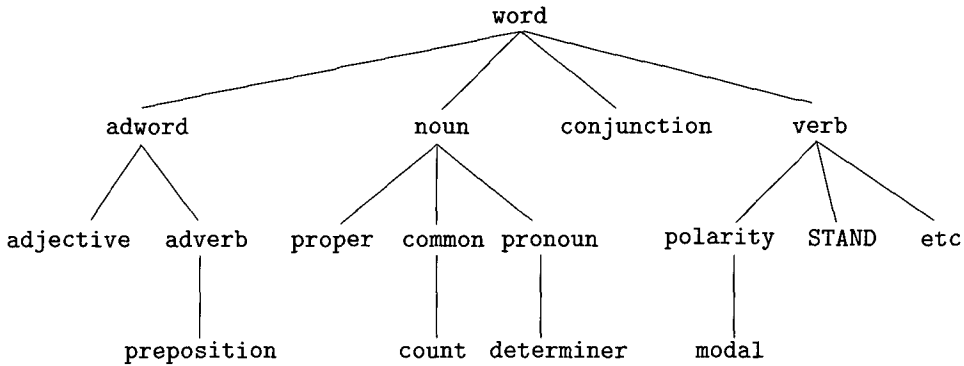 word
adword noun conjunction verb
adjective adverb proper common pronoun polarity STAND etc
preposition count determiner modal